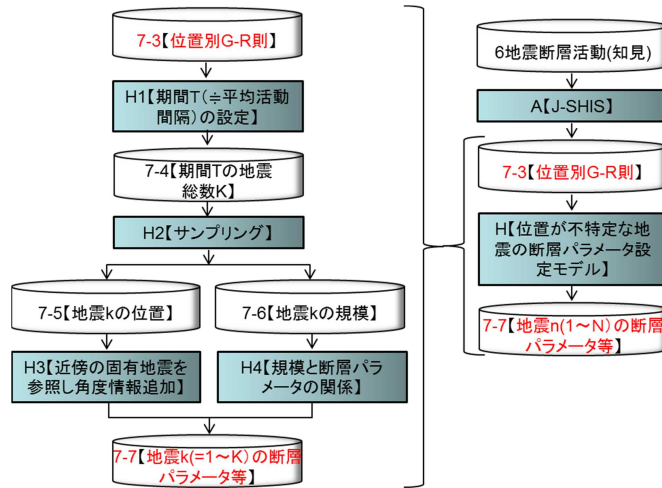 7-3【位置別G-R則】
H1【期間T(≑平均活動
間隔)の設定】
7-4【期間Tの地震
総数K】
H2【サンプリング】
7-5【地震kの位置】
7-6【地震kの規模】
H3【近傍の固有地震を
参照し角度情報追加】
H4【規模と断層パラ
メータの関係】
7-7【地震k(=1～K)の断層
パラメータ等】
6地震断層活動(知見)
A【J-SHIS】
7-3【位置別G-R則】
H【位置が不特定な地
震の断層パラメータ設
定モデル】
7-7【地震n(1～N)の断層
パラメータ等】